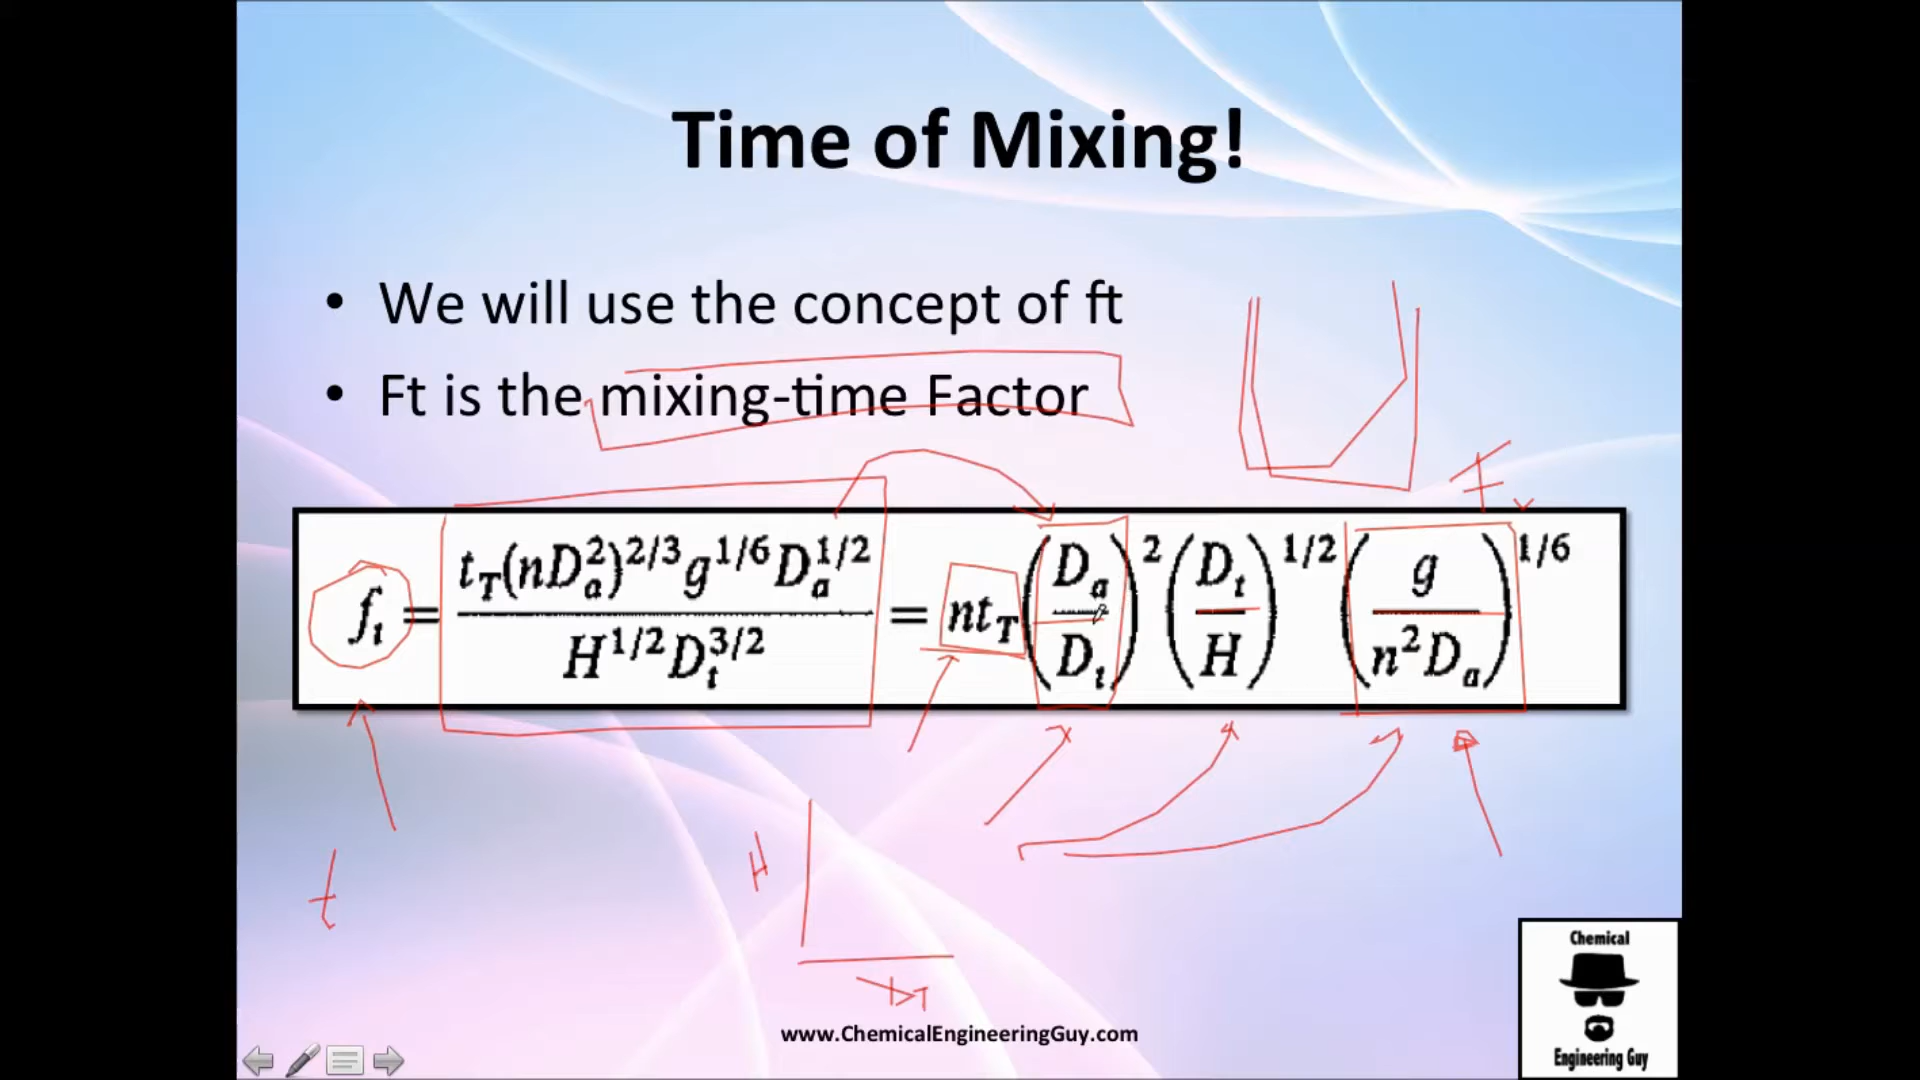 Time of Mixing!
• We will use the concept of ft
• Ft is the mixing-time Factor
f_t = t_T(nD_a^2)^{2/3} g^{1/6} D_a^{1/2} / H^{1/2} D_t^{3/2} = nt_T (D_a / D_t)^2 (D_t / H)^{1/2} (g / n^2 D_a)^{1/6}
H
t
www.ChemicalEngineeringGuy.com
Chemical
Engineering Guy